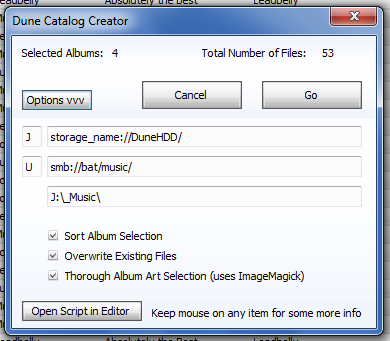 Leadbelly Absolutely the Best Leadbelly
Dune Catalog Creator
Selected Albums: 4 Total Number of Files: 53
Options vvv Cancel Go
J storage_name://DuneHDD/
U smb://bat/music/
J:\_Music\
Sort Album Selection
Overwrite Existing Files
Thorough Album Art Selection (uses ImageMagick)
Open Script in Editor Keep mouse on any item for some more info
Leadbelly Absolutely the Best Leadbelly